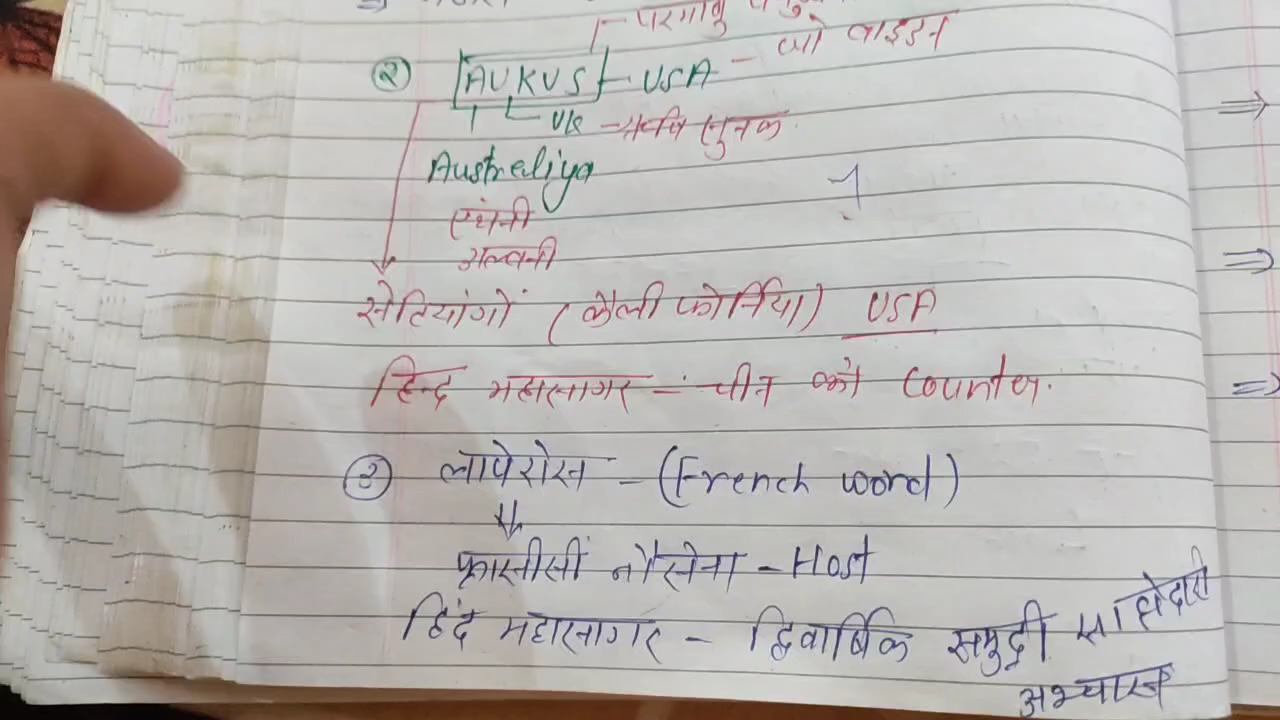 परमाणु
② AUKUS - USA - जो बाइडन
UK - ऋषि सुनक
Australiya
एंथनी
अल्बनी
सेतियांगों (कैलीफोर्निया) USA
हिन्द महासागर - चीन को Counter.
③ लापेरोस - (French word)
फ्रासीसीं नौसेना - Host
हिंद महासागर - द्विवार्षिक समुद्री साझेदारी
अभ्यास